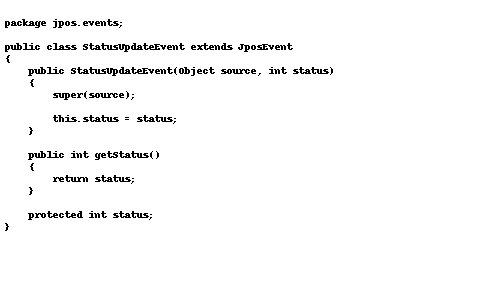 package jpos.events;

public class StatusUpdateEvent extends JposEvent
{
    public StatusUpdateEvent(Object source, int status)
    {
        super(source);

        this.status = status;
    }

    public int getStatus()
    {
        return status;
    }

    protected int status;
}